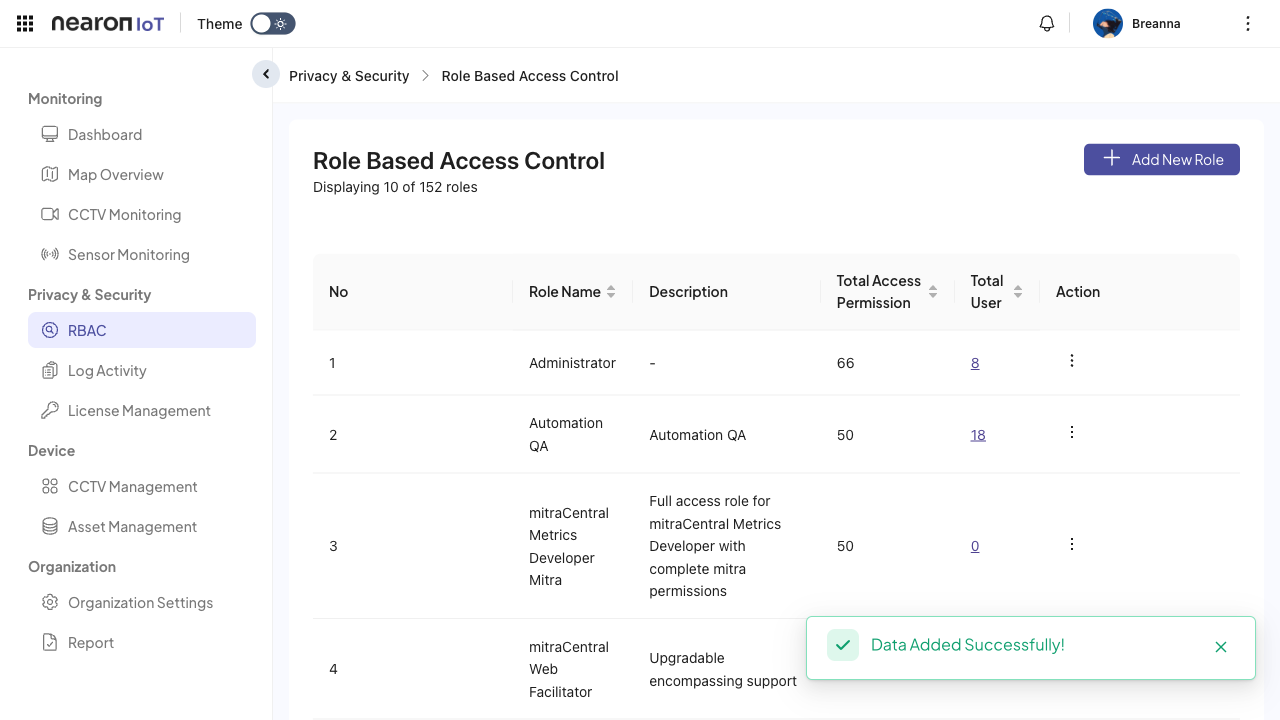 nearon IoT
Theme
Breanna
Privacy & Security
Role Based Access Control
Monitoring
Dashboard
Map Overview
CCTV Monitoring
Sensor Monitoring
Privacy & Security
RBAC
Log Activity
License Management
Device
CCTV Management
Asset Management
Organization
Organization Settings
Report
Role Based Access Control
Displaying 10 of 152 roles
Add New Role
No
Role Name
Description
Total Access
Permission
Total
User
Action
1
Administrator
-
66
8
2
Automation
QA
Automation QA
50
18
3
mitraCentral
Metrics
Developer
Mitra
Full access role for
mitraCentral Metrics
Developer with
complete mitra
permissions
50
0
4
mitraCentral
Web
Facilitator
Upgradable
encompassing support
Data Added Successfully!